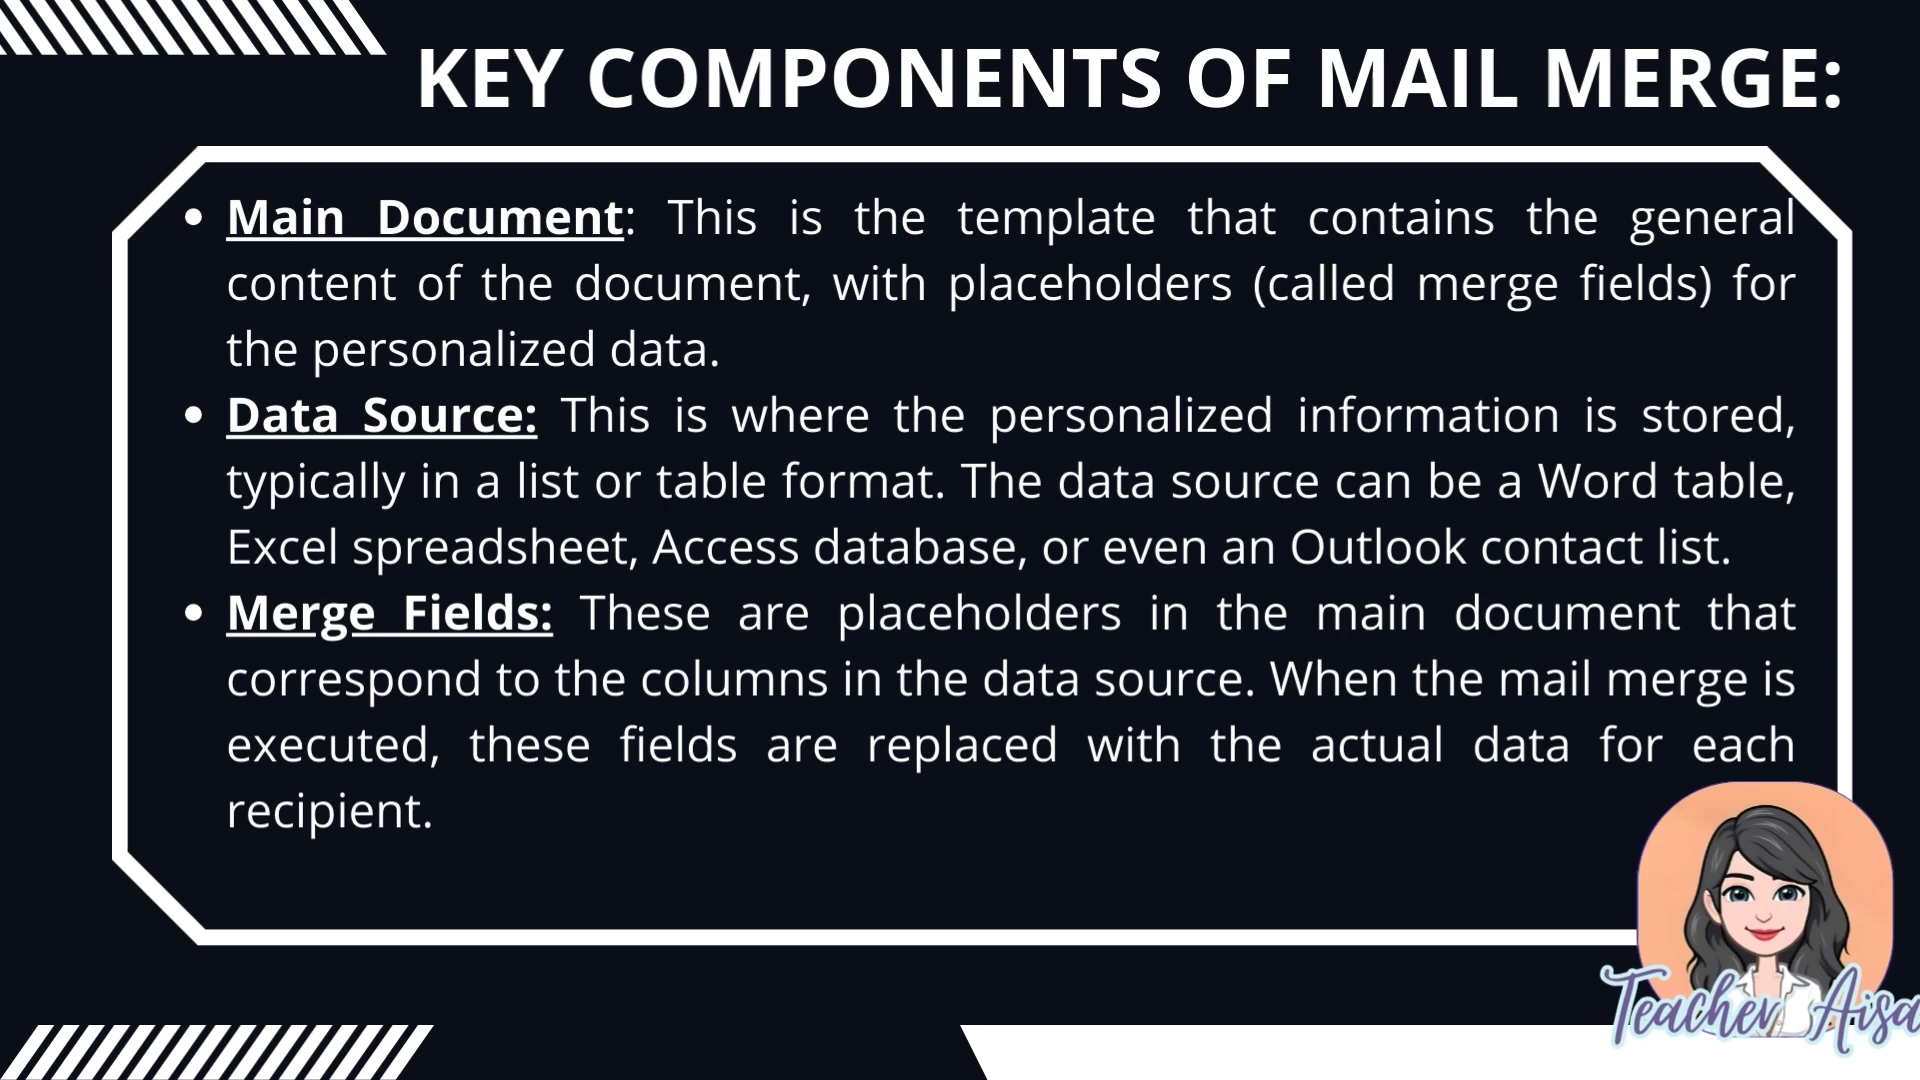 KEY COMPONENTS OF MAIL MERGE:
• Main Document: This is the template that contains the general
content of the document, with placeholders (called merge fields) for
the personalized data.
• Data Source: This is where the personalized information is stored,
typically in a list or table format. The data source can be a Word table,
Excel spreadsheet, Access database, or even an Outlook contact list.
• Merge Fields: These are placeholders in the main document that
correspond to the columns in the data source. When the mail merge is
executed, these fields are replaced with the actual data for each
recipient.
Teacher Aisa